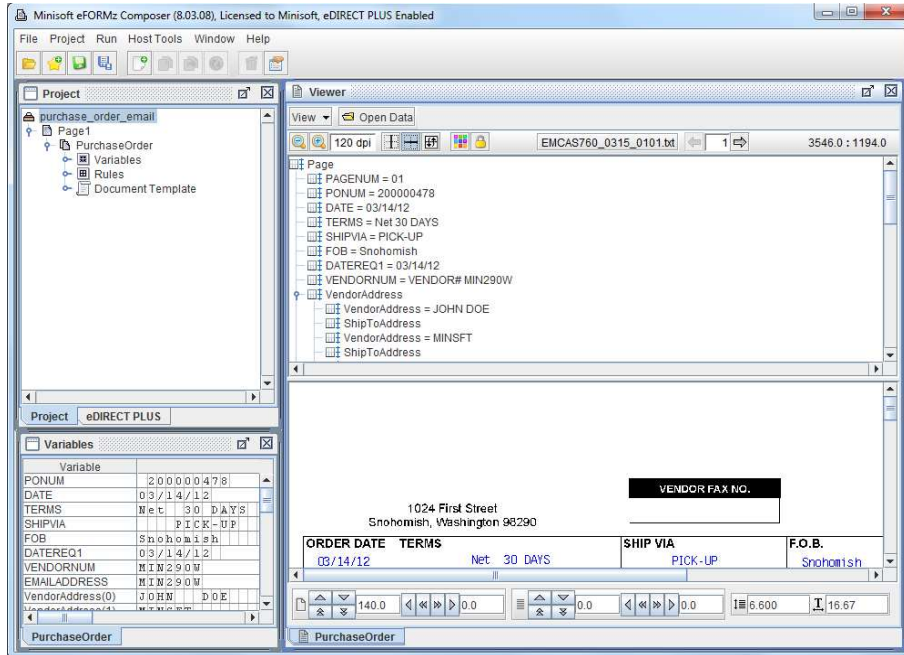 Minisoft eFORMz Composer (8.03.08), Licensed to Minisoft, eDIRECT PLUS Enabled
File Project Run Host Tools Window Help
Project
purchase_order_email
Page1
PurchaseOrder
Variables
Rules
Document Template
Project eDIRECT PLUS
Variables
Variable
PONUM 200000478
DATE 03/14/12
TERMS Net 30 DAYS
SHIPVIA PICK-UP
FOB Snohomish
DATEREQ1 03/14/12
VENDORNUM MIN290W
EMAILADDRESS MIN290W
VendorAddress(0) JOHN DOE
VendorAddress(1) MINSFT
PurchaseOrder
Viewer
View Open Data
120 dpi EMCAS760_0315_0101.txt 1 3546.0 : 1194.0
Page
PAGENUM = 01
PONUM = 200000478
DATE = 03/14/12
TERMS = Net 30 DAYS
SHIPVIA = PICK-UP
FOB = Snohomish
DATEREQ1 = 03/14/12
VENDORNUM = VENDOR# MIN290W
VendorAddress
VendorAddress = JOHN DOE
ShipToAddress
VendorAddress = MINSFT
ShipToAddress
VENDOR FAX NO.
1024 First Street
Snohomish, Washington 98290
ORDER DATE TERMS SHIP VIA F.O.B.
03/14/12 Net 30 DAYS PICK-UP Snohomish
140.0 0.0 0.0 0.0 6.600 16.67
PurchaseOrder